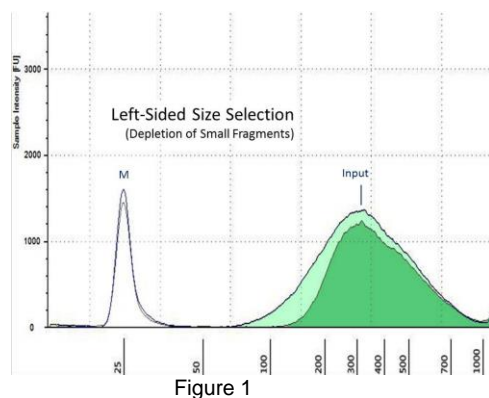 Sample Intensity [FU]
3000
Left-Sided Size Selection
(Depletion of Small Fragments)
2000
M
Input
1000
0
25
50
100
200
300
400
500
700
1000
Figure 1